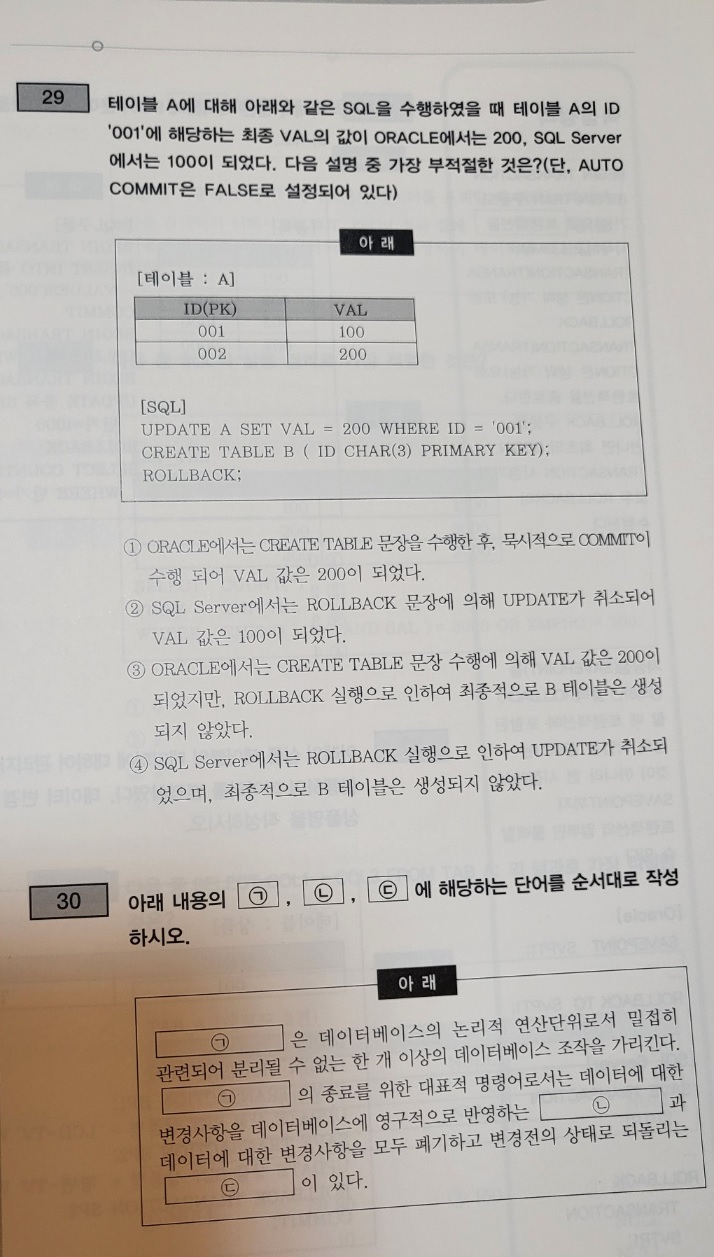 29
테이블 A에 대해 아래와 같은 SQL을 수행하였을 때 테이블 A의 ID
'001'에 해당하는 최종 VAL의 값이 ORACLE에서는 200, SQL Server
에서는 100이 되었다. 다음 설명 중 가장 부적절한 것은?(단, AUTO
COMMIT은 FALSE로 설정되어 있다)
아 래
[테이블 : A]
ID(PK) VAL
001 100
002 200
[SQL]
UPDATE A SET VAL = 200 WHERE ID = '001';
CREATE TABLE B ( ID CHAR(3) PRIMARY KEY);
ROLLBACK;
① ORACLE에서는 CREATE TABLE 문장을 수행한 후, 묵시적으로 COMMIT이
수행 되어 VAL 값은 200이 되었다.
② SQL Server에서는 ROLLBACK 문장에 의해 UPDATE가 취소되어
VAL 값은 100이 되었다.
③ ORACLE에서는 CREATE TABLE 문장 수행에 의해 VAL 값은 200이
되었지만, ROLLBACK 실행으로 인하여 최종적으로 B 테이블은 생성
되지 않았다.
④ SQL Server에서는 ROLLBACK 실행으로 인하여 UPDATE가 취소되
었으며, 최종적으로 B 테이블은 생성되지 않았다.
30
아래 내용의 ㉠, ㉡, ㉢에 해당하는 단어를 순서대로 작성
하시오.
아 래
㉠ 은 데이터베이스의 논리적 연산단위로서 밀접히
관련되어 분리될 수 없는 한 개 이상의 데이터베이스 조작을 가리킨다.
㉠ 의 종료를 위한 대표적 명령어로서는 데이터에 대한
변경사항을 데이터베이스에 영구적으로 반영하는 ㉡ 과
데이터에 대한 변경사항을 모두 폐기하고 변경전의 상태로 되돌리는
㉢ 이 있다.